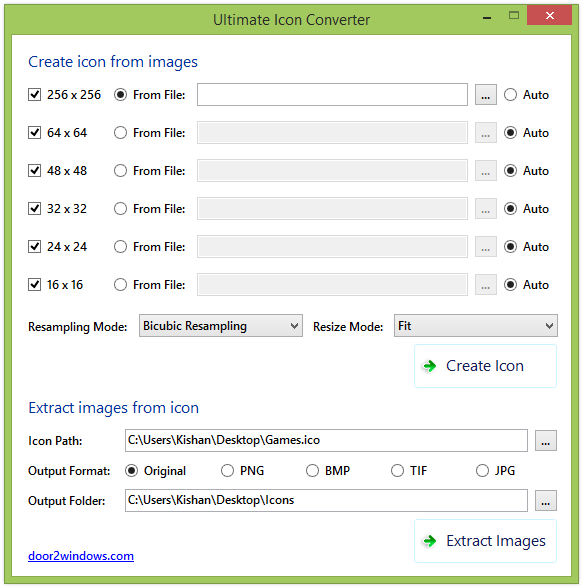 Ultimate Icon Converter
Create icon from images
256 x 256 From File: ... Auto
64 x 64 From File: ... Auto
48 x 48 From File: ... Auto
32 x 32 From File: ... Auto
24 x 24 From File: ... Auto
16 x 16 From File: ... Auto
Resampling Mode: Bicubic Resampling Resize Mode: Fit
Create Icon
Extract images from icon
Icon Path: C:\Users\Kishan\Desktop\Games.ico ...
Output Format: Original PNG BMP TIF JPG
Output Folder: C:\Users\Kishan\Desktop\Icons ...
Extract Images
door2windows.com